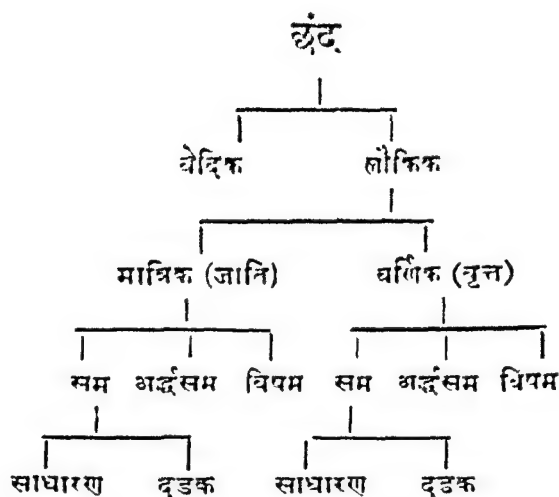 छंद
वैदिक लौकिक
मात्रिक (जाति) वर्णिक (वृत्त)
सम अर्द्धसम विषम सम अर्द्धसम विषम
साधारण दंडक साधारण दंडक